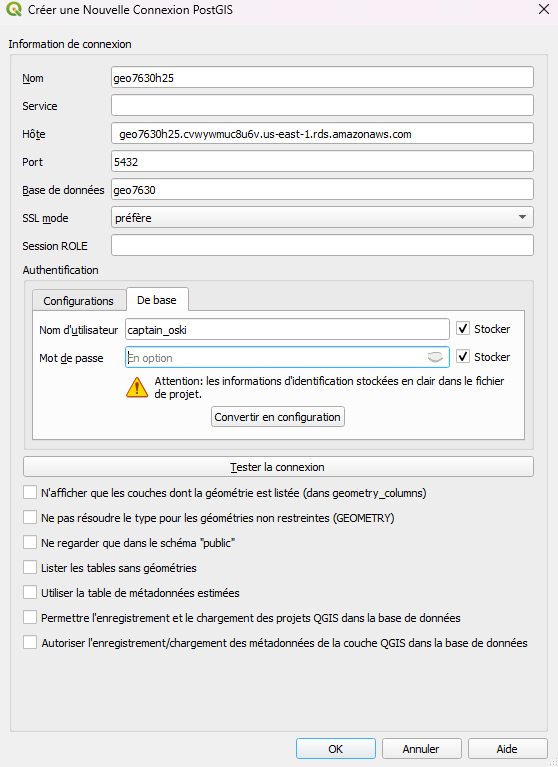 Créer une Nouvelle Connexion PostGIS
Information de connexion
Nom geo7630h25
Service
Hôte geo7630h25.cvwywmuc8u6v.us-east-1.rds.amazonaws.com
Port 5432
Base de données geo7630
SSL mode préfère
Session ROLE
Authentification
Configurations De base
Nom d'utilisateur captain_oski Stocker
Mot de passe En option Stocker
Attention: les informations d'identification stockées en clair dans le fichier
de projet.
Convertir en configuration
Tester la connexion
N'afficher que les couches dont la géométrie est listée (dans geometry_columns)
Ne pas résoudre le type pour les géométries non restreintes (GEOMETRY)
Ne regarder que dans le schéma "public"
Lister les tables sans géométries
Utiliser la table de métadonnées estimées
Permettre l'enregistrement et le chargement des projets QGIS dans la base de données
Autoriser l'enregistrement/chargement des métadonnées de la couche QGIS dans la base de données
OK Annuler Aide